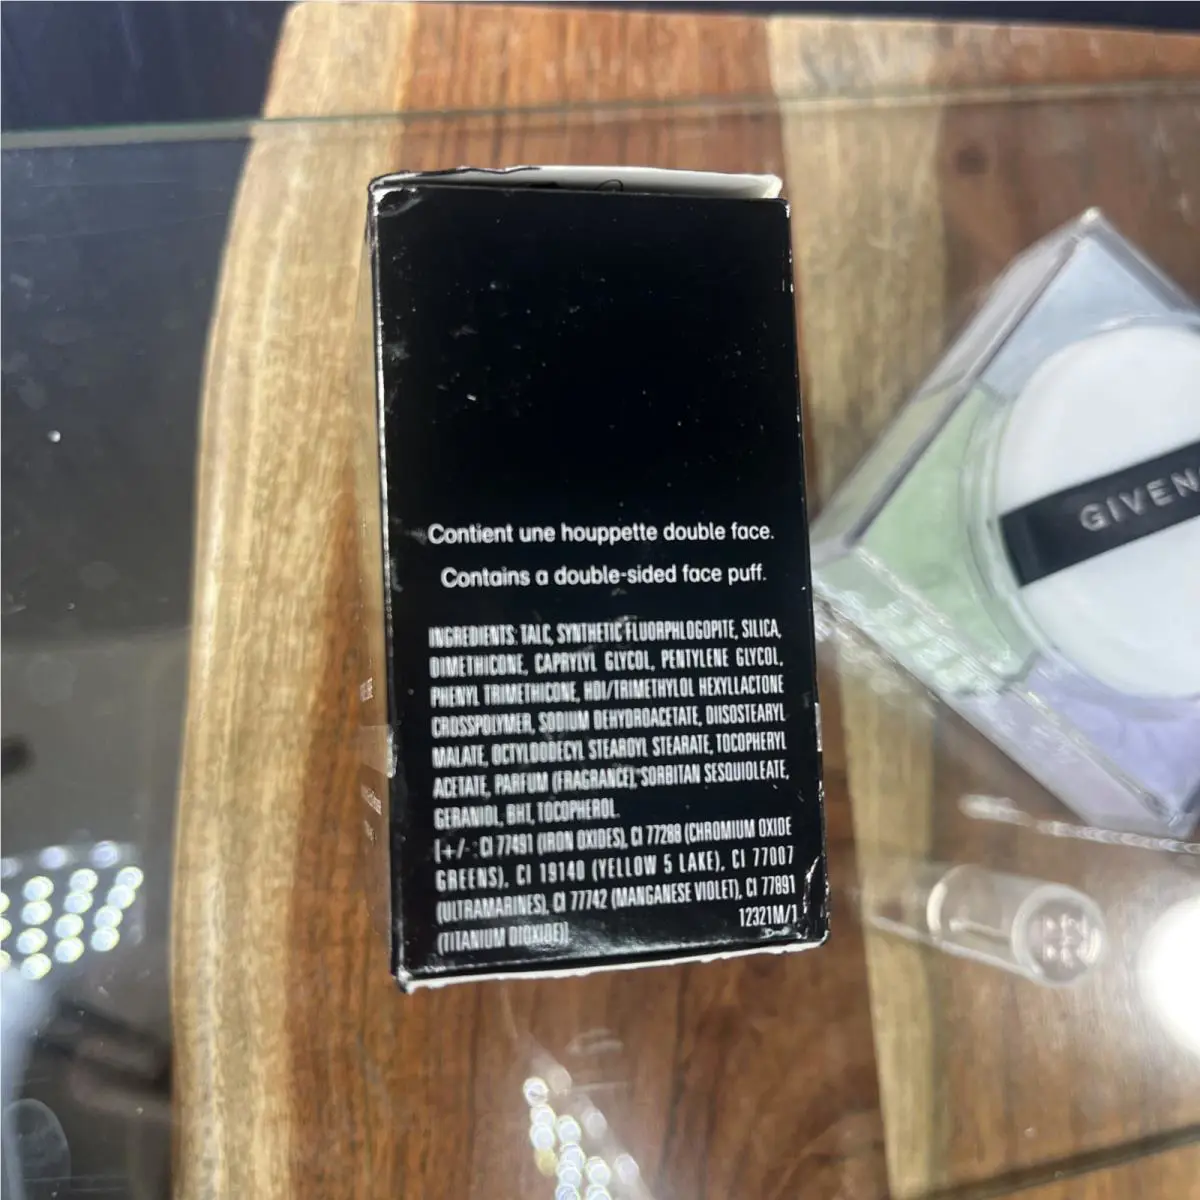 Contient une houppette double face.
Contains a double-sided face puff.
INGREDIENTS: TALC, SYNTHETIC FLUORPHLOGOPITE, SILICA,
DIMETHICONE, CAPRYLYL GLYCOL, PENTYLENE GLYCOL,
PHENYL TRIMETHICONE, HDI/TRIMETHYLOL HEXYLLACTONE
CROSSPOLYMER, SODIUM DEHYDROACETATE, DIISOSTEARYL
MALATE, OCTYLDODECYL STEAROYL STEARATE, TOCOPHERYL
ACETATE, PARFUM (FRAGRANCE), SORBITAN SESQUIOLEATE,
GERANIOL, BHT, TOCOPHEROL.
[+/-: CI 77491 (IRON OXIDES), CI 77288 (CHROMIUM OXIDE
GREENS), CI 19140 (YELLOW 5 LAKE), CI 77007
(ULTRAMARINES), CI 77742 (MANGANESE VIOLET), CI 77891
(TITANIUM DIOXIDE)]
12321M/1
GIVEN